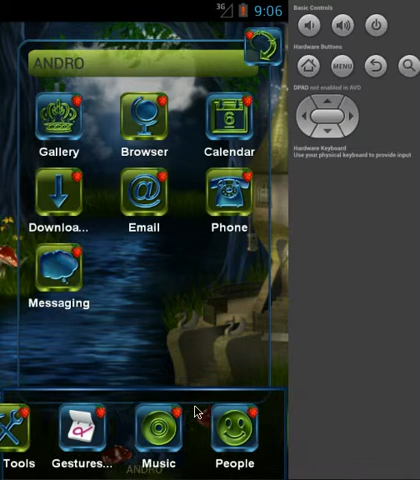 3G 9:06
Basic Controls
Hardware Buttons
MENU
DPAD not enabled in AVD
Hardware Keyboard
Use your physical keyboard to provide input
ANDRO
6
Gallery Browser Calendar
@
Downloa... Email Phone
Messaging
Tools Gestures... Music People
ANDRO